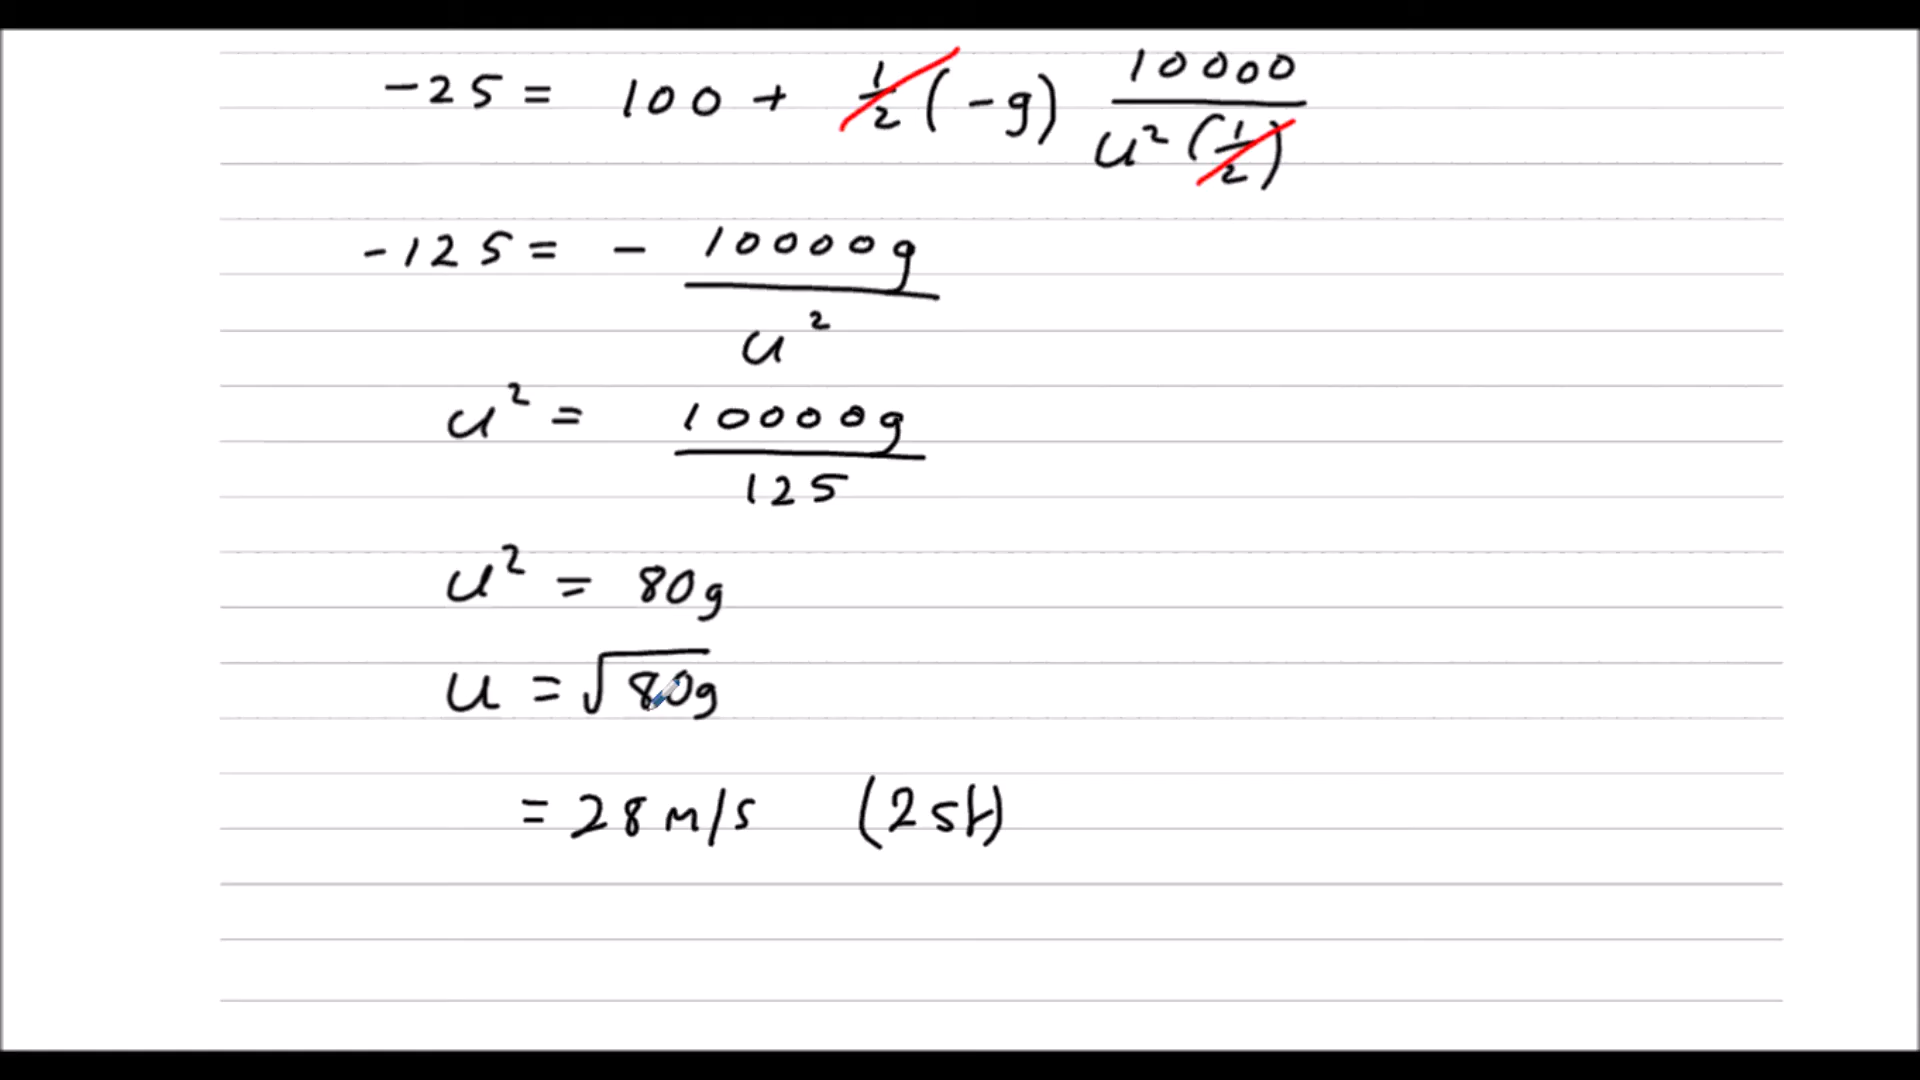 -25 = 100 + 1/2 (-g) 10000 / u² (1/2)
-125 = - 10000g / u²
u² = 10000g / 125
u² = 80g
u = √80g
= 28 m/s (2sf)